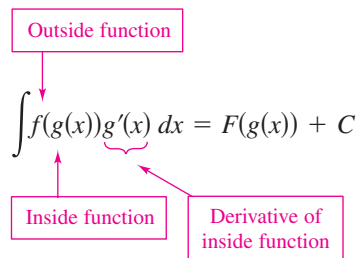 Outside function
∫f(g(x))g′(x) dx = F(g(x)) + C
Inside function
Derivative of
inside function